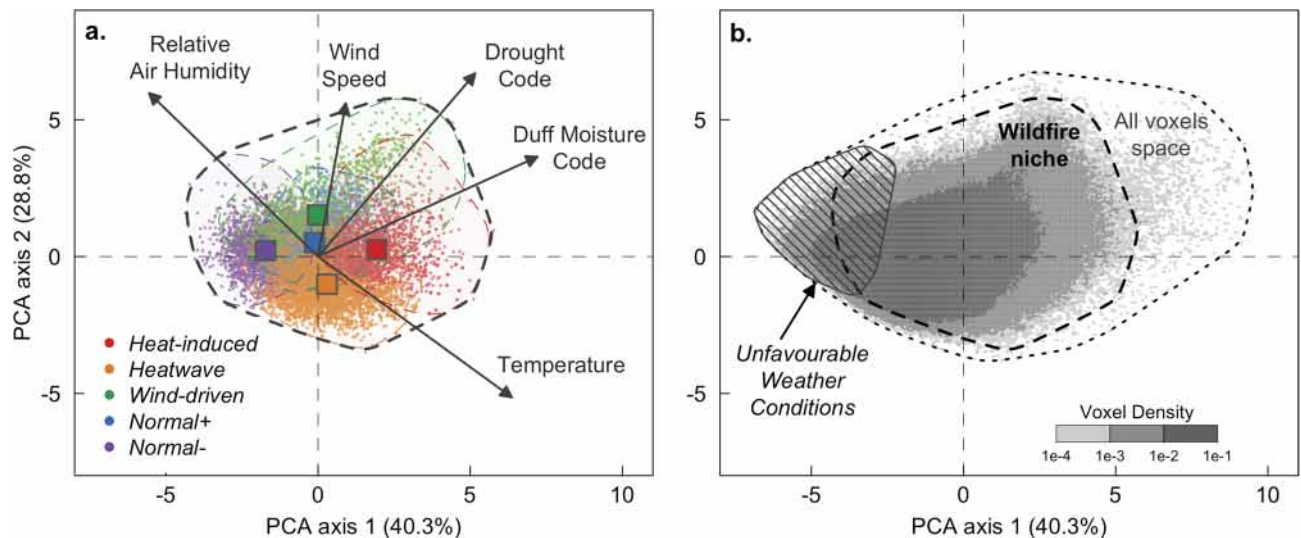 a.
Relative
Air Humidity
Wind
Speed
Drought
Code
Duff Moisture
Code
Temperature
Heat-induced
Heatwave
Wind-driven
Normal+
Normal-
5
0
-5
-5
0
5
10
PCA axis 2 (28.8%)
PCA axis 1 (40.3%)
b.
Wildfire
niche
All voxels
space
Unfavourable
Weather
Conditions
Voxel Density
1e-4
1e-3
1e-2
1e-1
5
0
-5
-5
0
5
10
PCA axis 1 (40.3%)